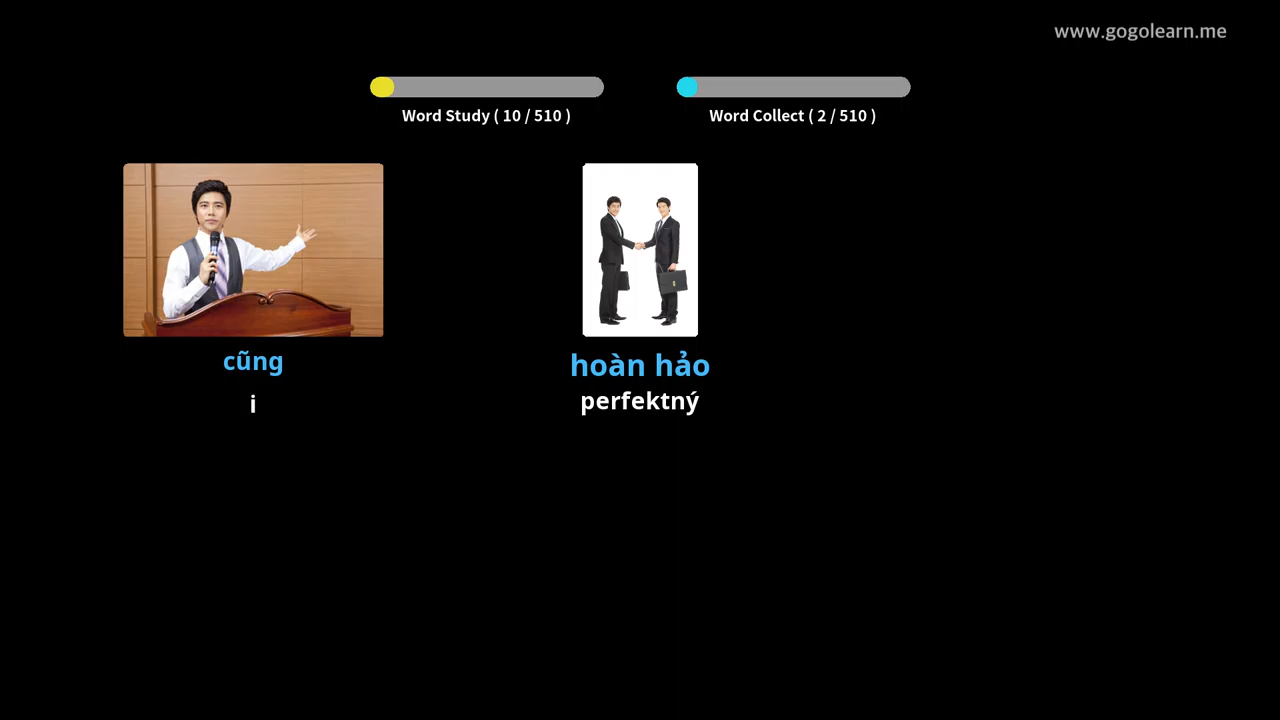 www.gogolearn.me
Word Study ( 10 / 510 )
Word Collect ( 2 / 510 )
cũng
i
hoàn hảo
perfektný